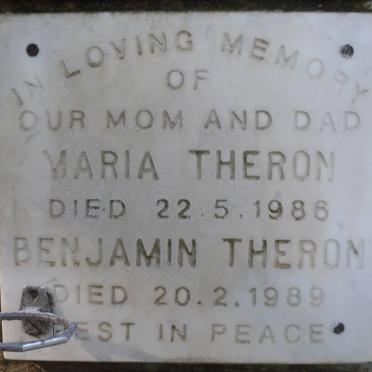 IN LOVING MEMORY
OF
OUR MOM AND DAD
MARIA THERON
DIED 22.5.1986
BENJAMIN THERON
DIED 20.2.1989
REST IN PEACE